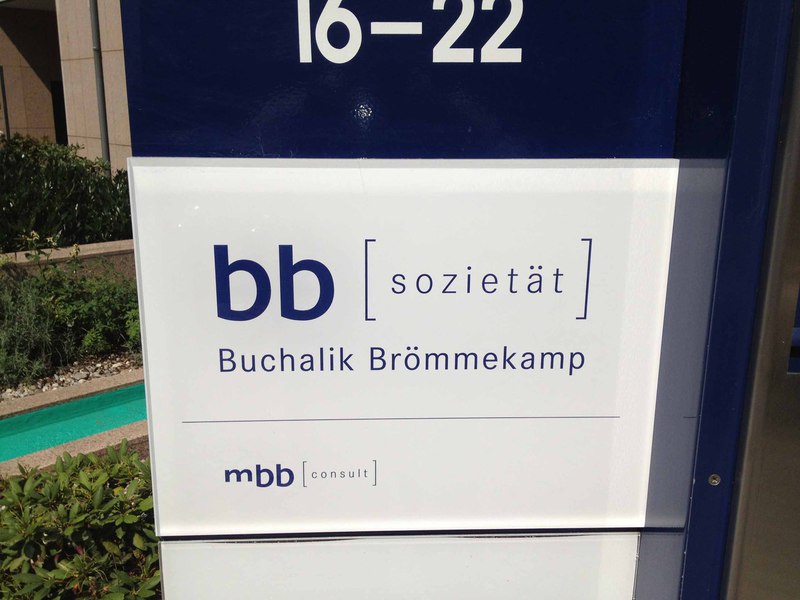 16–22
bb [sozietät]
Buchalik Brömmekamp
mbb [consult]